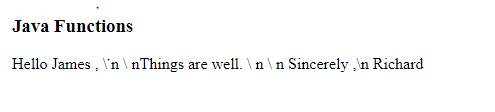 Java Functions
Hello James , \'n \ nThings are well. \ n \ n Sincerely ,\n Richard